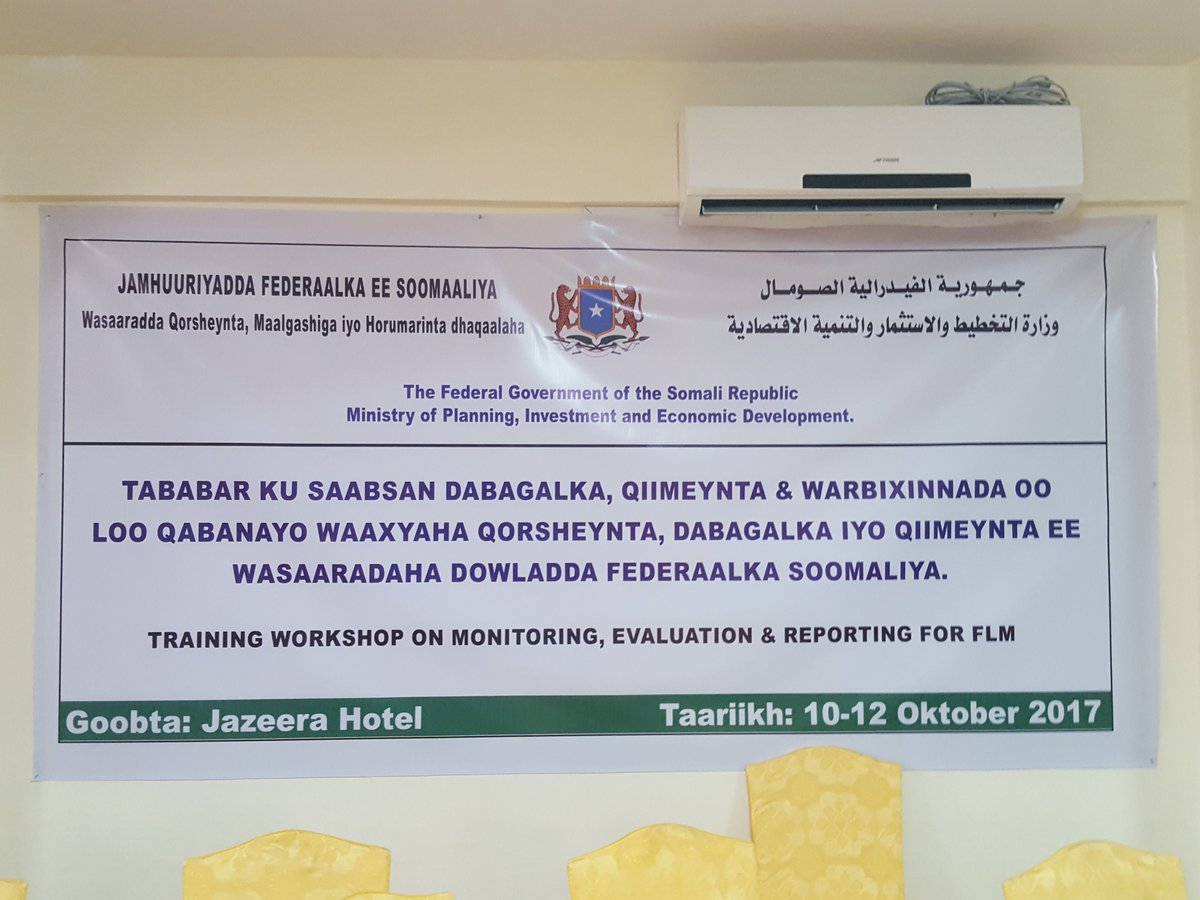 JAMHUURIYADDA FEDERAALKA EE SOOMAALIYA
Wasaaradda Qorsheynta, Maalgashiga iyo Horumarinta dhaqaalaha
جمهورية الفيدرالية الصومال
وزارة التخطيط والاستثمار والتنمية الاقتصادية
The Federal Government of the Somali Republic
Ministry of Planning, Investment and Economic Development.
TABABAR KU SAABSAN DABAGALKA, QIIMEYNTA & WARBIXINNADA OO
LOO QABANAYO WAAXYAHA QORSHEYNTA, DABAGALKA IYO QIIMEYNTA EE
WASAARADAHA DOWLADDA FEDERAALKA SOOMALIYA.
TRAINING WORKSHOP ON MONITORING, EVALUATION & REPORTING FOR FLM
Goobta: Jazeera Hotel
Taariikh: 10-12 Oktober 2017